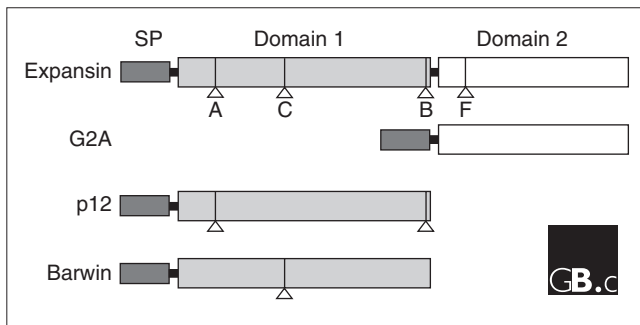 SP Domain 1 Domain 2
Expansin
A C B F
G2A
p12
Barwin
GB.c